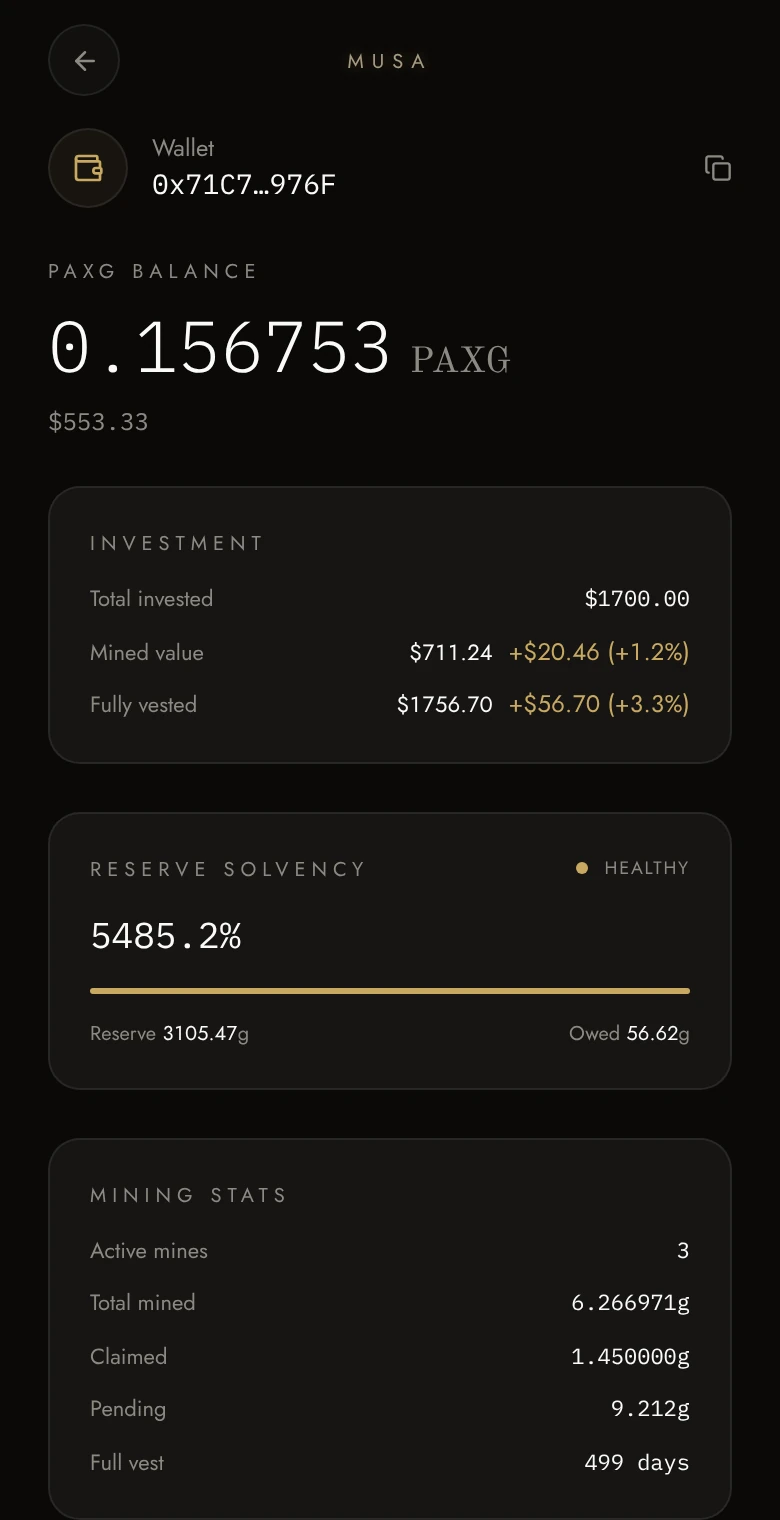 MUSA
Wallet
0x71C7…976F
PAXG BALANCE
0.156753 PAXG
$553.33
INVESTMENT
Total invested $1700.00
Mined value $711.24 +$20.46 (+1.2%)
Fully vested $1756.70 +$56.70 (+3.3%)
RESERVE SOLVENCY HEALTHY
5485.2%
Reserve 3105.47g Owed 56.62g
MINING STATS
Active mines 3
Total mined 6.266971g
Claimed 1.450000g
Pending 9.212g
Full vest 499 days